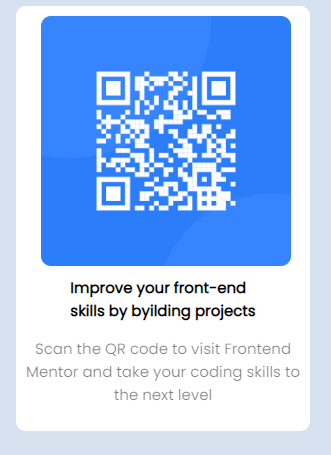 Improve your front-end
skills by byilding projects
Scan the QR code to visit Frontend
Mentor and take your coding skills to
the next level